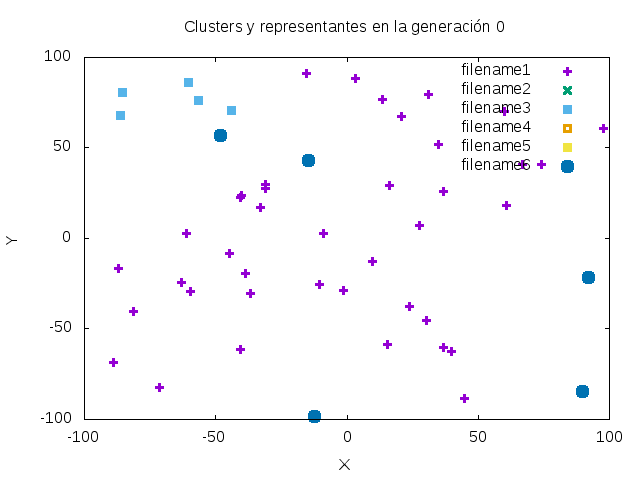 Clusters y representantes en la generación 0
100
50
0
-50
-100
Y
filename1
filename2
filename3
filename4
filename5
filename6
-100
-50
0
50
100
X